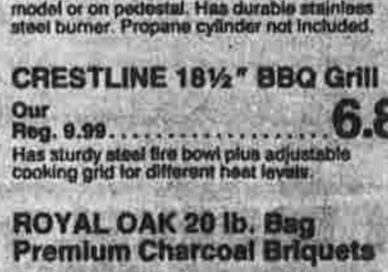 model or on pedestal. Has durable stainless
steel burner. Propane cylinder not included.
CRESTLINE 18½" BBQ Grill
Our
Reg. 9.99.................... 6.8
Has sturdy steel fire bowl plus adjustable
cooking grid for different heat levels.
ROYAL OAK 20 lb. Bag
Premium Charcoal Briquets